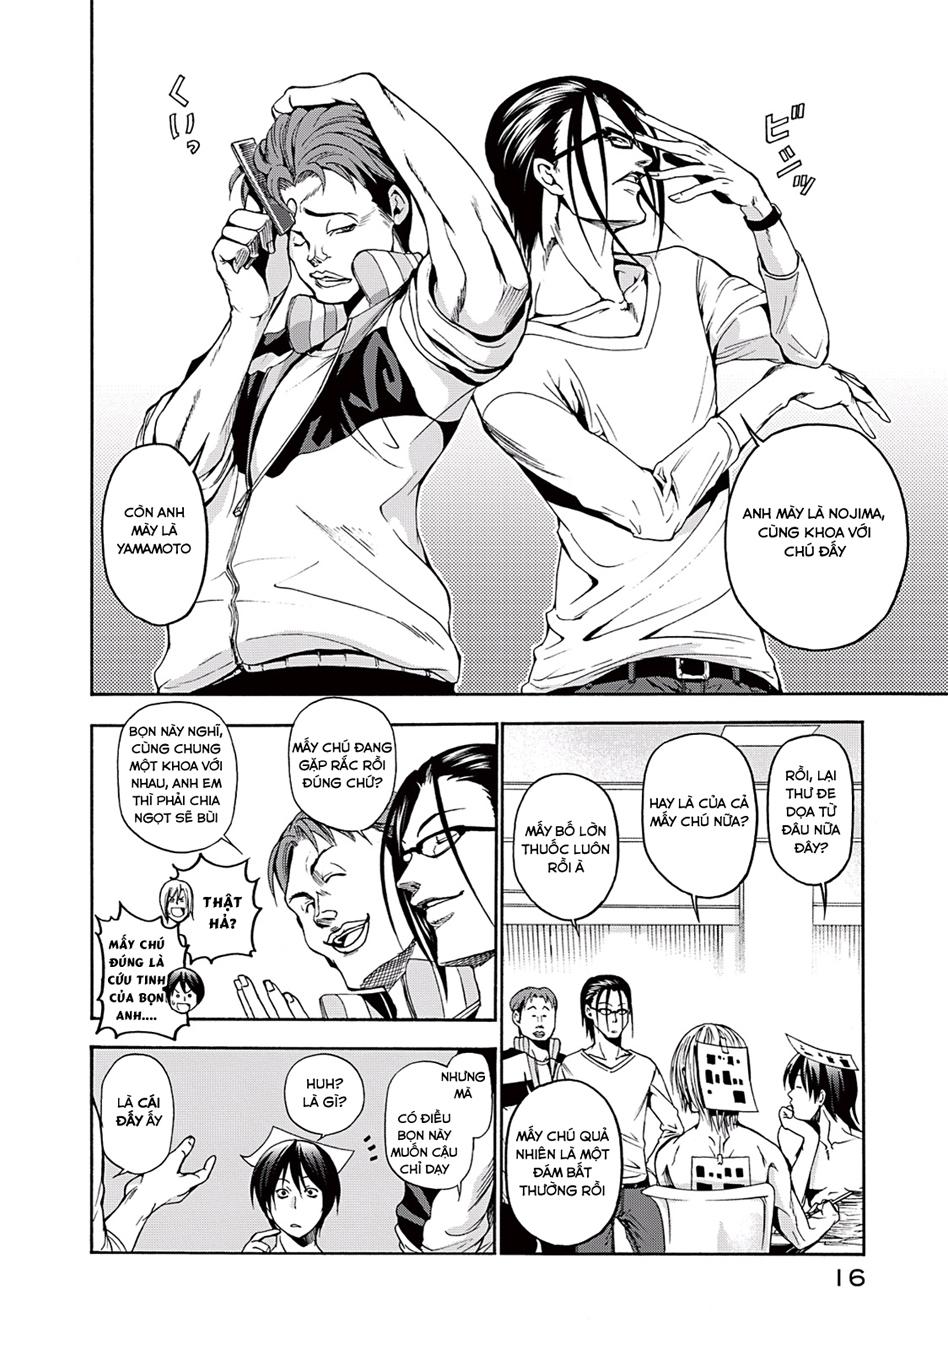 ビシッ
ANH MÀY LÀ NOJIMA,
CÙNG KHOA VỚI
CHÚ ĐẤY
くいっ
CÒN ANH
MÀY LÀ
YAMAMOTO
RỒI, LẠI
THƯ ĐE
DỌA TỪ
ĐÂU NỮA
ĐÂY?
HAY LÀ CỦA CẢ
MẤY CHÚ NỮA?
MẤY BỐ LỜN
THUỐC LUÔN
RỒI À
MẤY CHÚ QUẢ
NHIÊN LÀ MỘT
ĐÁM BẤT
THƯỜNG RỒI
MẤY CHÚ ĐANG
GẶP RẮC RỐI
ĐÚNG CHỨ?
BỌN NÀY NGHĨ,
CÙNG CHUNG
MỘT KHOA VỚI
NHAU, ANH EM
THÌ PHẢI CHIA
NGỌT SẺ BÙI
THẬT
HẢ?
MẤY CHÚ
ĐÚNG LÀ
CỨU TINH
CỦA BỌN
ANH....
NHƯNG
MÀ
CÓ ĐIỀU
BỌN NÀY
MUỐN CẬU
CHỈ DẠY
HUH?
LÀ GÌ?
LÀ CÁI
ĐẤY ẤY
16